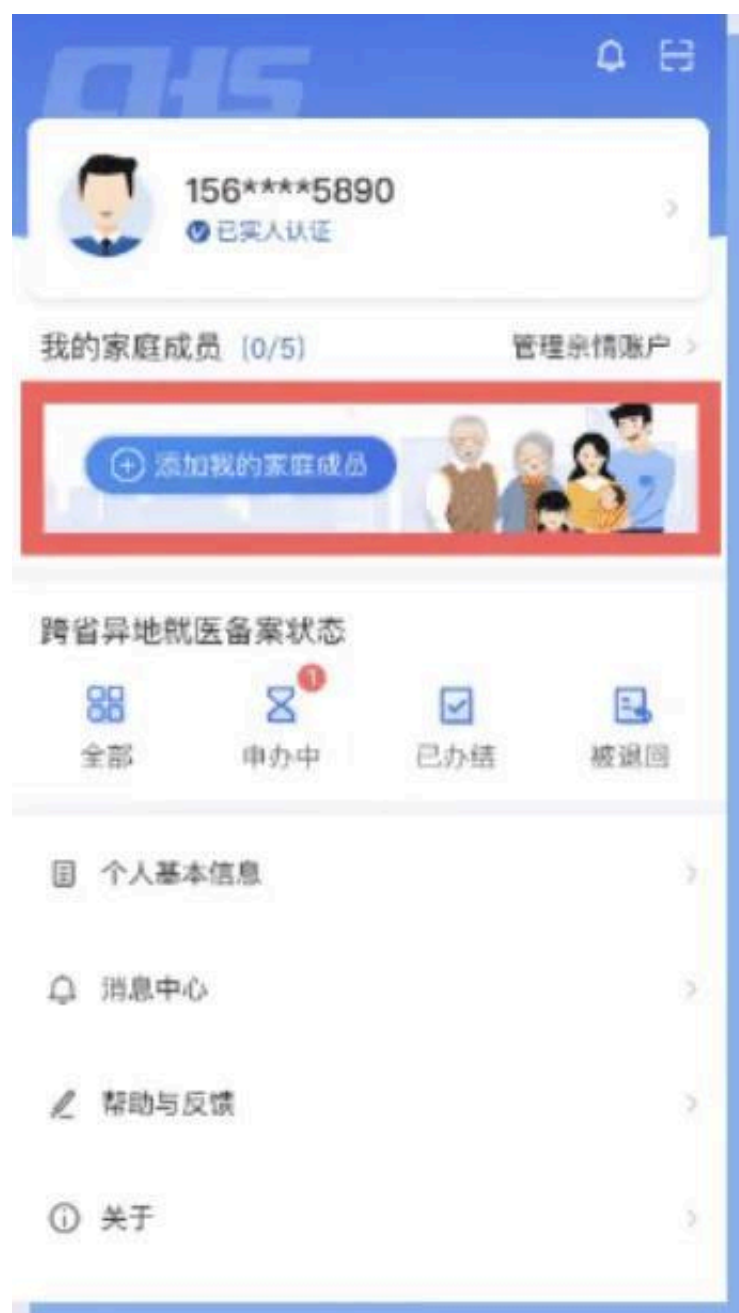 CHS
156****5890
已实人认证
我的家庭成员 (0/5) 管理亲情账户
添加我的家庭成员
跨省异地就医备案状态
1
全部 申办中 已办结 被退回
个人基本信息
消息中心
帮助与反馈
关于